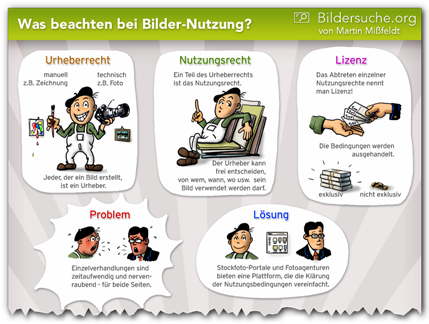 Was beachten bei Bilder-Nutzung?
Bildersuche.org
von Martin Mißfeldt
Urheberrecht
manuell
z.B. Zeichnung
technisch
z.B. Foto
Jeder, der ein Bild erstellt,
ist ein Urheber.
Nutzungsrecht
Ein Teil des Urheberrechts
ist das Nutzungsrecht.
Der Urheber kann
frei entscheiden,
von wem, wann, wo usw. sein
Bild verwendet werden darf.
Lizenz
Das Abtreten einzelner
Nutzungsrechte nennt
man Lizenz!
Die Bedingungen werden
ausgehandelt.
exklusiv
nicht exklusiv
Problem
Einzelverhandlungen sind
zeitaufwendig und nerven-
raubend - für beide Seiten.
Lösung
Stockfoto-Portale und Fotoagenturen
bieten eine Plattform, die die Klärung
der Nutzungsbedingungen vereinfacht.